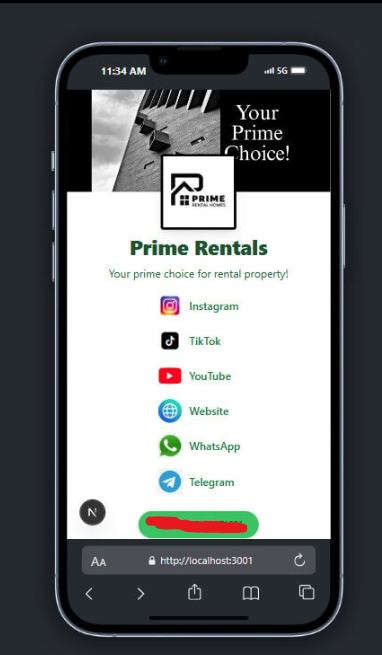 11:34 AM
5G
Your
Prime
Choice!
PRIME
RENTAL HOMES
Prime Rentals
Your prime choice for rental property!
Instagram
TikTok
YouTube
Website
WhatsApp
Telegram
N
AA
http://localhost:3001